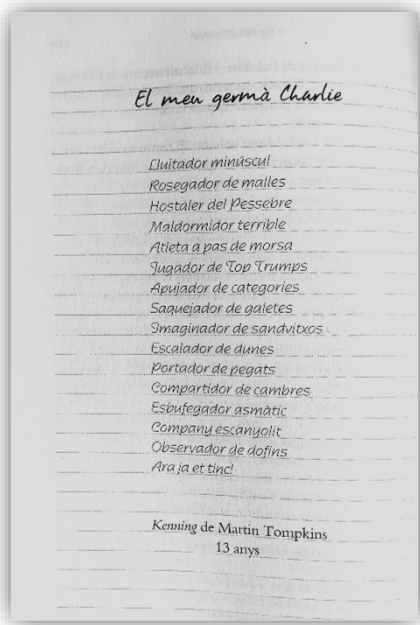 El meu germà Charlie
Lluitador minúscul
Rosegador de malles
Hostaler del Pessebre
Maldormidor terrible
Atleta a pas de morsa
Jugador de Top Trumps
Apujador de categories
Saquejador de galetes
Imaginador de sandvitxos
Escalador de dunes
Portador de pegats
Compartidor de cambres
Esbufegador asmàtic
Company escanyolit
Observador de dofins
Ara ja et tinc!
Kenning de Martin Tompkins
13 anys